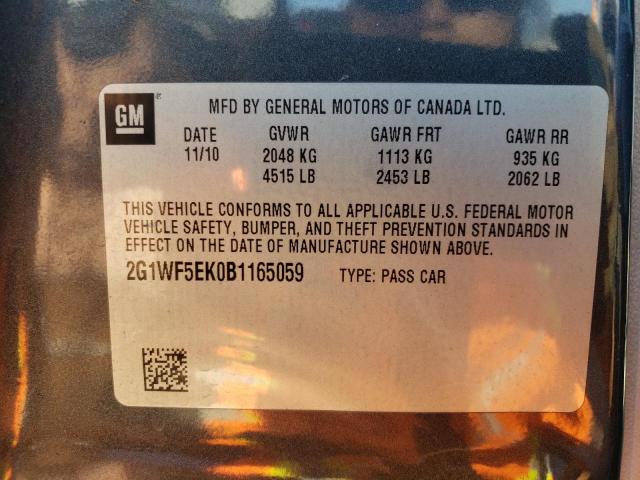 GM ®
MFD BY GENERAL MOTORS OF CANADA LTD.
DATE GVWR GAWR FRT GAWR RR
11/10 2048 KG 1113 KG 935 KG
4515 LB 2453 LB 2062 LB
THIS VEHICLE CONFORMS TO ALL APPLICABLE U.S. FEDERAL MOTOR
VEHICLE SAFETY, BUMPER, AND THEFT PREVENTION STANDARDS IN
EFFECT ON THE DATE OF MANUFACTURE SHOWN ABOVE.
2G1WF5EK0B1165059 TYPE: PASS CAR